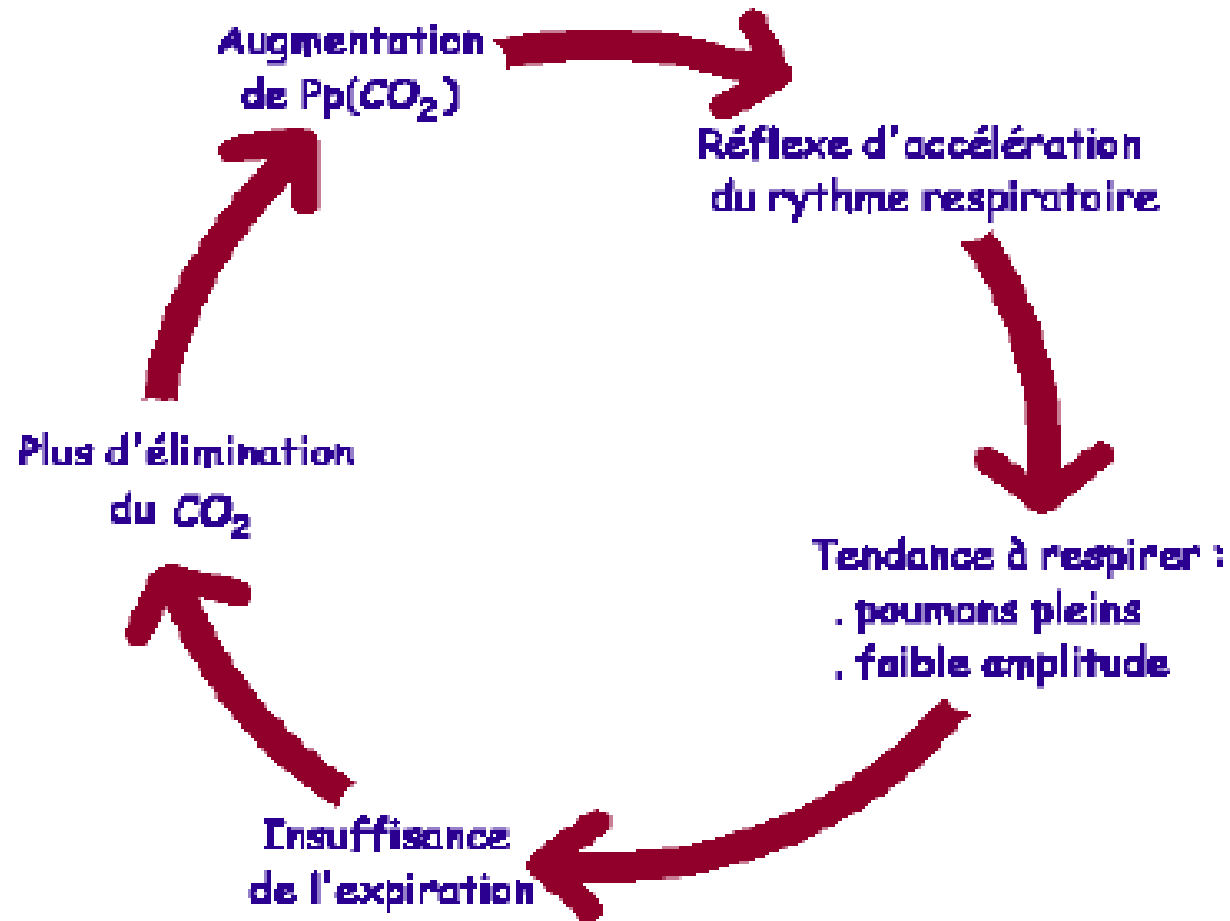 Augmentation
de Pp(CO₂)
Réflexe d'accélération
du rythme respiratoire
Tendance à respirer :
. poumons pleins
. faible amplitude
Insuffisance
de l'expiration
Plus d'élimination
du CO₂